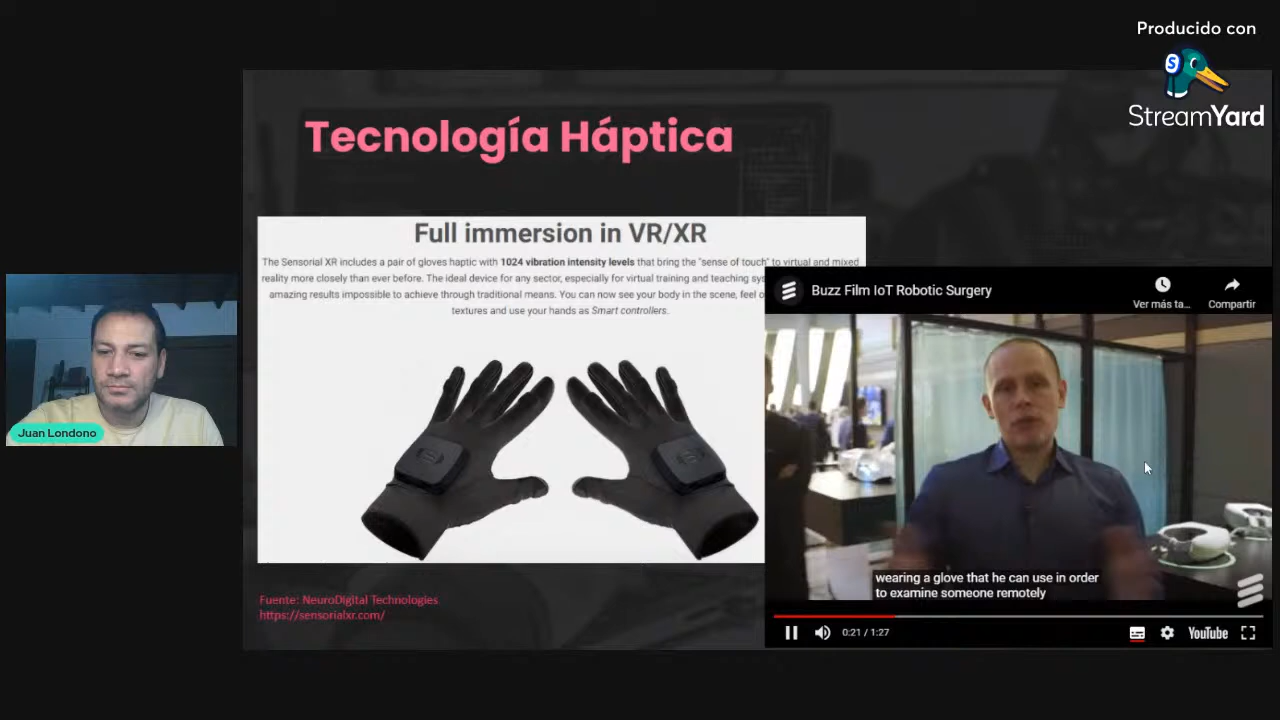 Producido con
StreamYard
Tecnología Háptica
Full immersion in VR/XR
The Sensorial XR includes a pair of gloves haptic with 1024 vibration intensity levels that bring the "sense of touch" to virtual and mixed
reality more closely than ever before. The ideal device for any sector, especially for virtual training and teaching sys
amazing results impossible to achieve through traditional means. You can now see your body in the scene, feel o
textures and use your hands as Smart controllers.
Buzz Film IoT Robotic Surgery
Ver más ta...
Compartir
Juan Londono
wearing a glove that he can use in order
to examine someone remotely
Fuente: NeuroDigital Technologies
https://sensorialxr.com/
0:21 / 1:27
YouTube